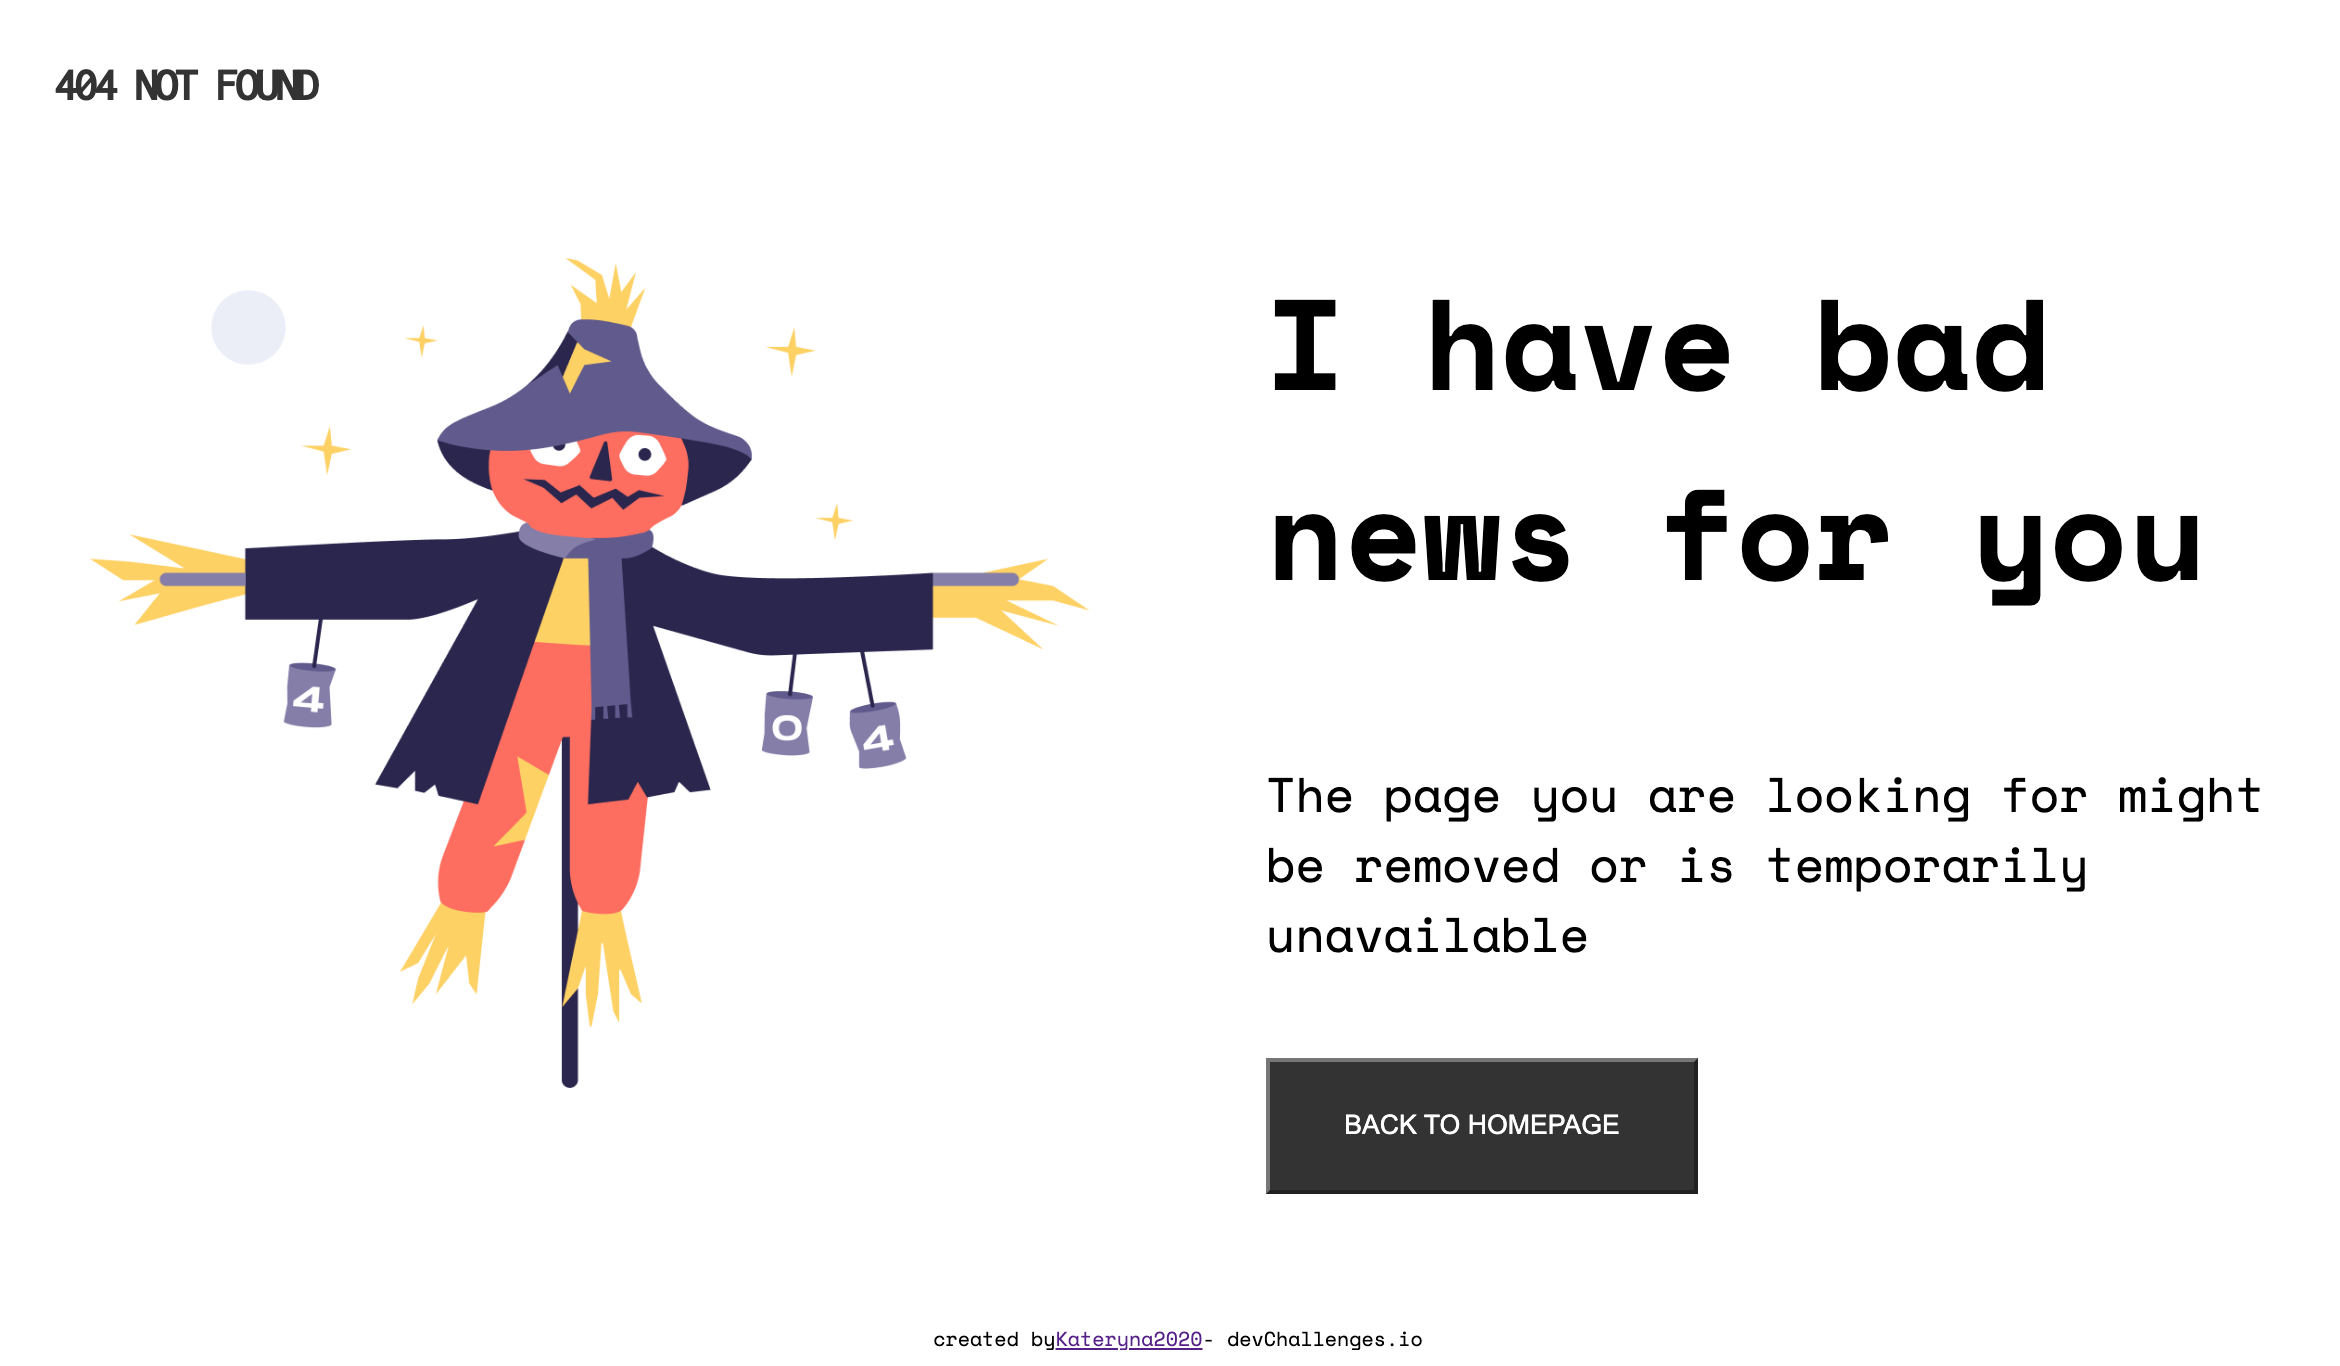 404 NOT FOUND
I have bad
news for you
4
0
4
The page you are looking for might
be removed or is temporarily
unavailable
BACK TO HOMEPAGE
created byKateryna2020- devChallenges.io